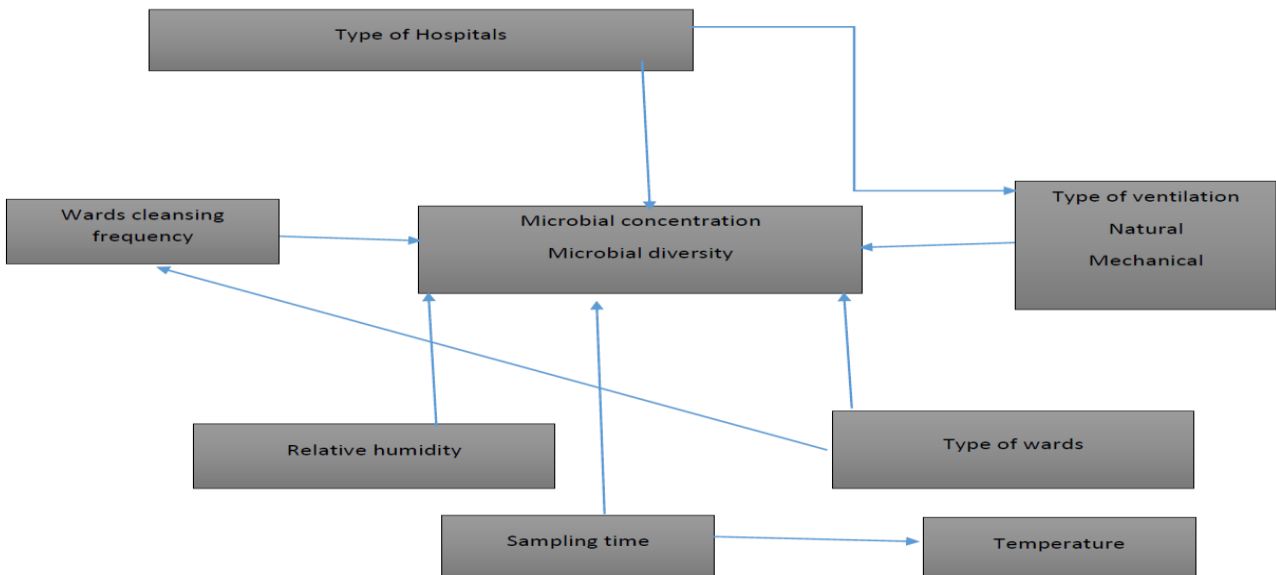 Type of Hospitals
Wards cleansing
frequency
Microbial concentration
Microbial diversity
Type of ventilation
Natural
Mechanical
Relative humidity
Type of wards
Sampling time
Temperature